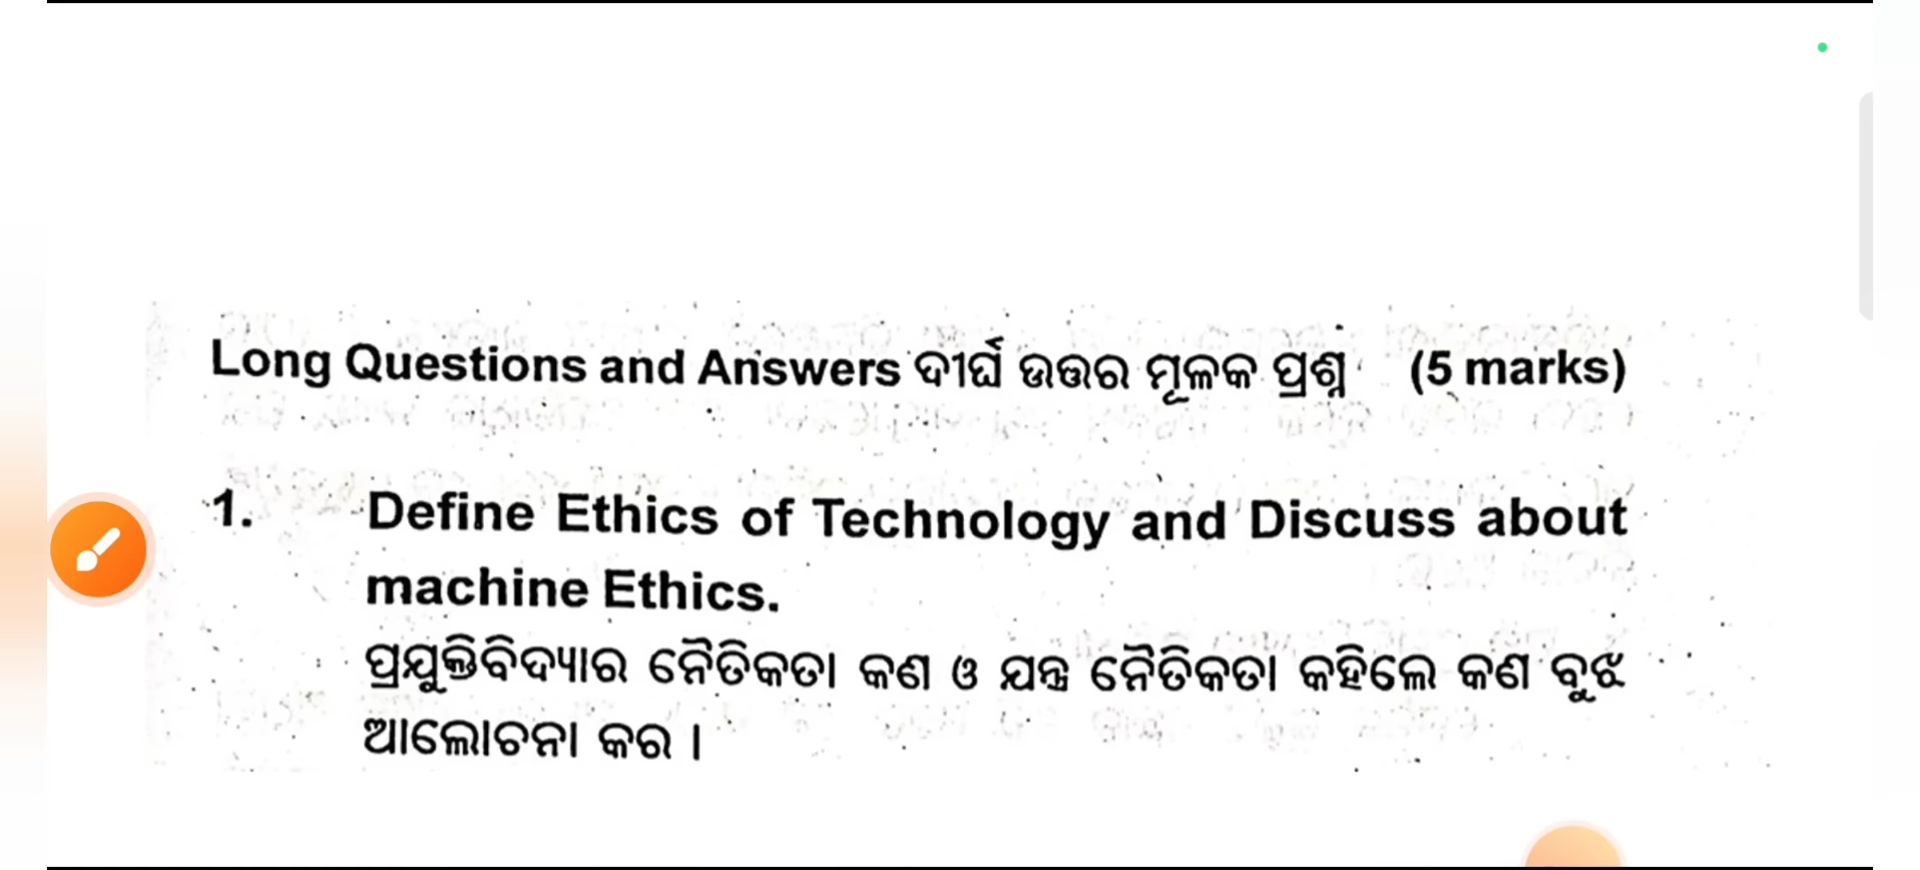 Long Questions and Answers ଦୀର୍ଘ ଉତ୍ତର ମୂଳକ ପ୍ରଶ୍ନ (5 marks)
1. Define Ethics of Technology and Discuss about
machine Ethics.
ପ୍ରଯୁକ୍ତିବିଦ୍ୟାର ନୈତିକତା କଣ ଓ ଯନ୍ତ୍ର ନୈତିକତା କହିଲେ କଣ ବୁଝ
ଆଲୋଚନା କର ।